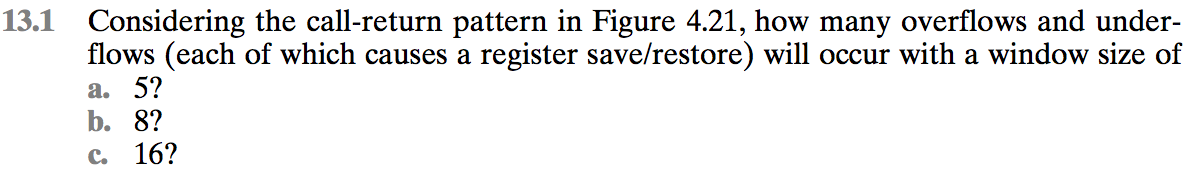 13.1 Considering the call-return pattern in Figure 4.21, how many overflows and under-
flows (each of which causes a register save/restore) will occur with a window size of
a. 5?
b. 8?
c. 16?